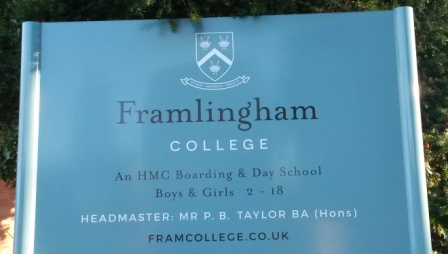 Framlingham
COLLEGE
An HMC Boarding & Day School
Boys & Girls 2 - 18
HEADMASTER: MR P. B. TAYLOR BA (Hons)
FRAMCOLLEGE.CO.UK